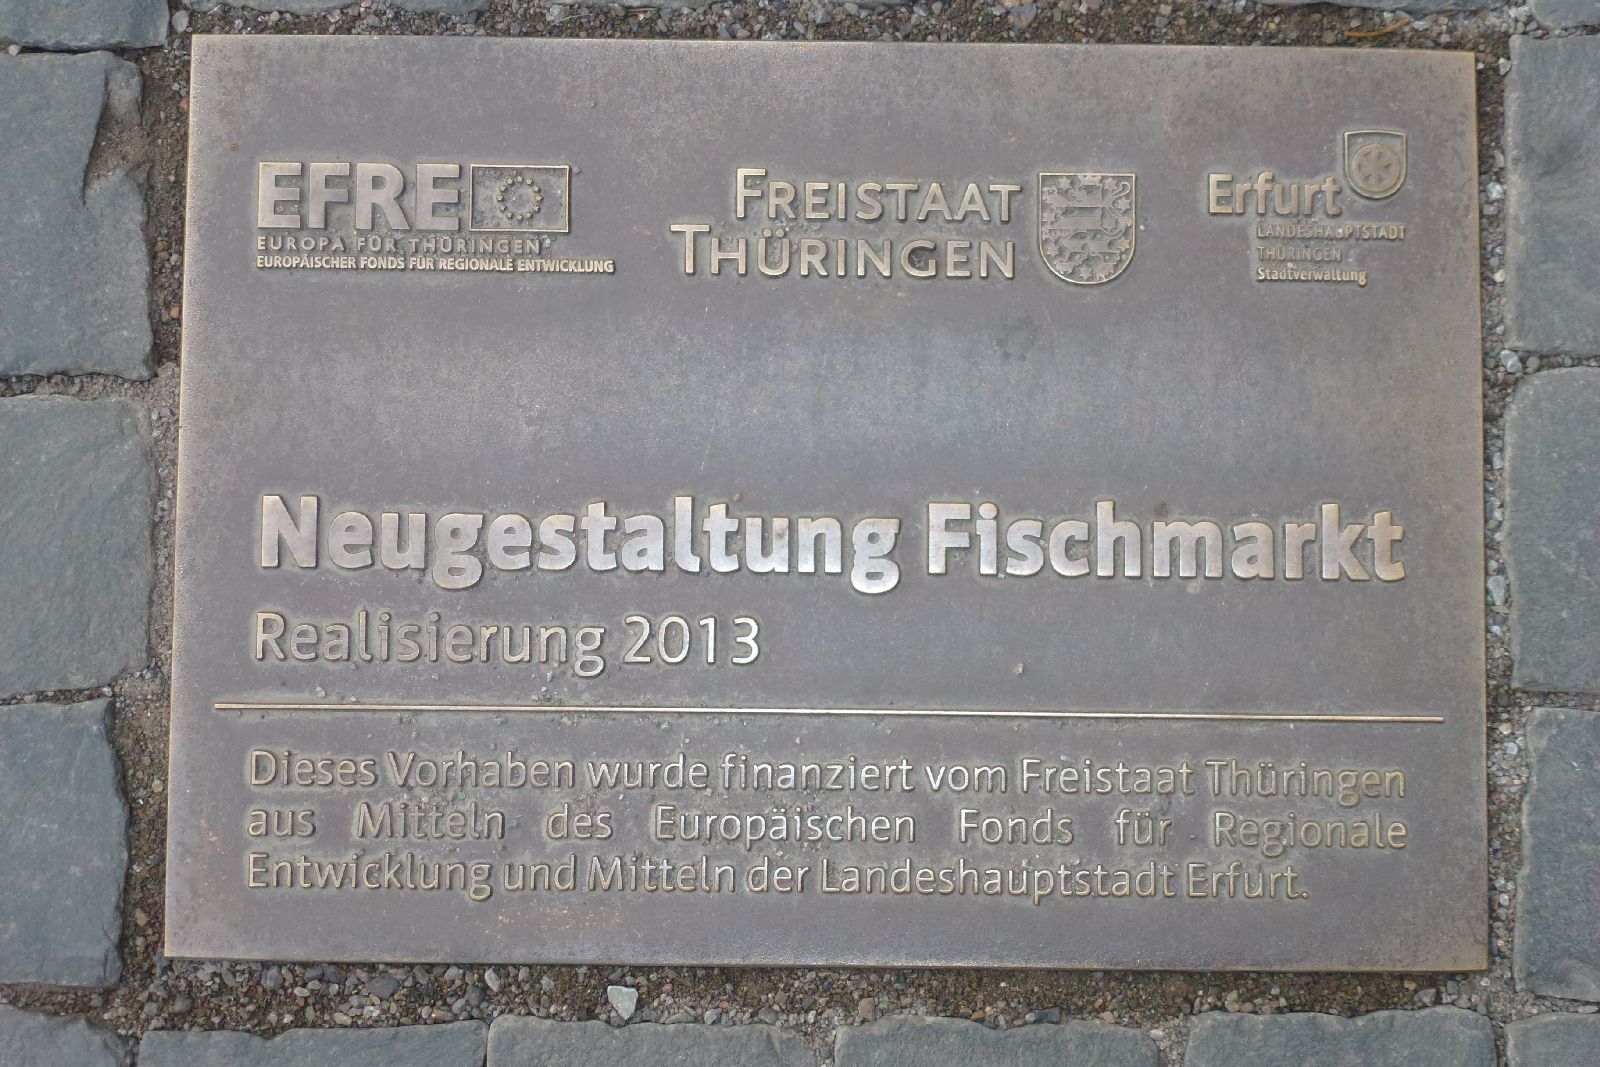 EFRE
EUROPA FÜR THÜRINGEN
EUROPÄISCHER FONDS FÜR REGIONALE ENTWICKLUNG
FREISTAAT
THÜRINGEN
Erfurt
LANDESHAUPTSTADT
THÜRINGEN
Stadtverwaltung
Neugestaltung Fischmarkt
Realisierung 2013
Dieses Vorhaben wurde finanziert vom Freistaat Thüringen
aus Mitteln des Europäischen Fonds für Regionale
Entwicklung und Mitteln der Landeshauptstadt Erfurt.